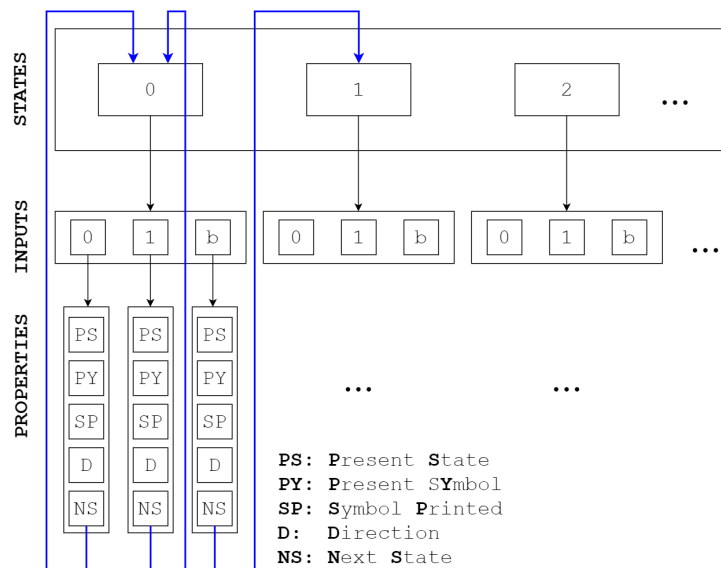 STATES
0
1
2
...
INPUTS
0 1 b
0 1 b
0 1 b
...
PROPERTIES
PS PS PS
PY PY PY
SP SP SP
D D D
NS NS NS
...
...
PS: Present State
PY: Present SYmbol
SP: Symbol Printed
D: Direction
NS: Next State